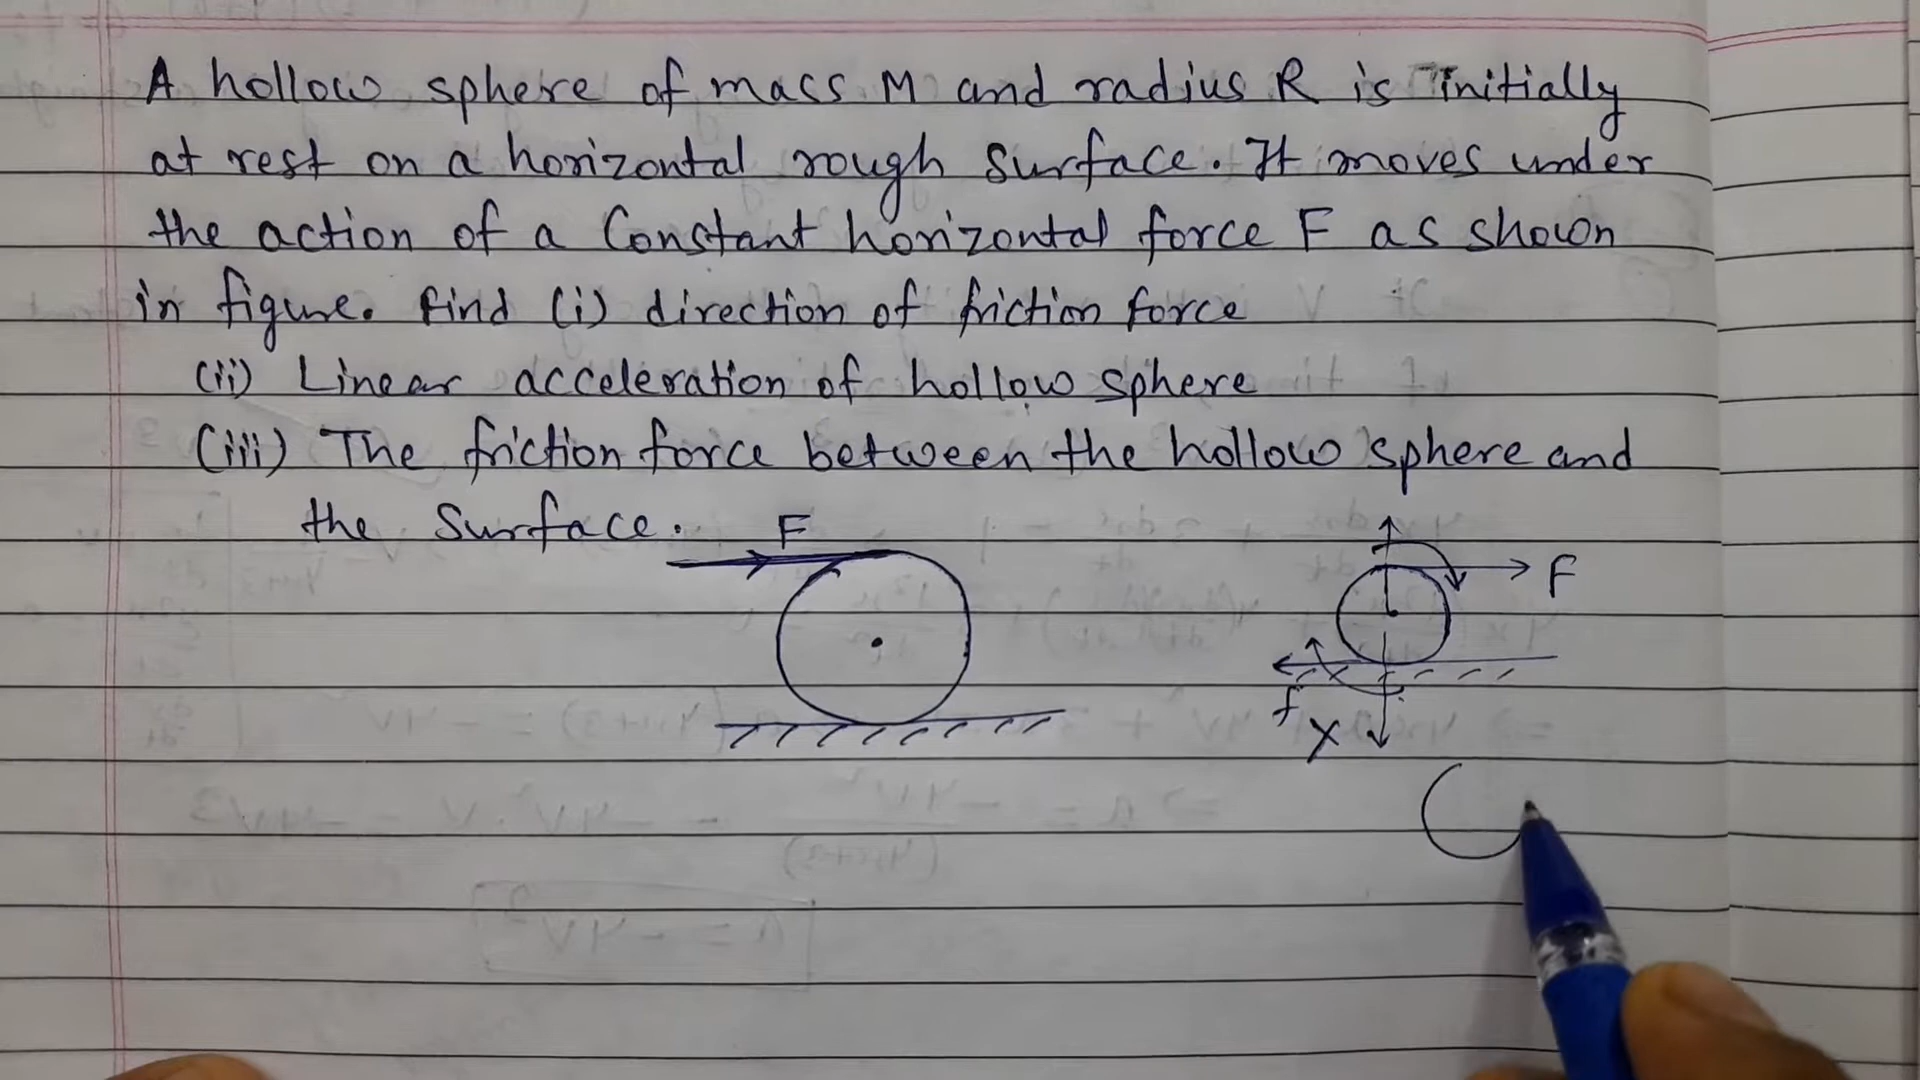 A hollow sphere of mass M and radius R is initially
at rest on a horizontal rough surface. It moves under
the action of a Constant horizontal force F as shown
in figure. find (i) direction of friction force
(ii) Linear acceleration of hollow sphere
(iii) The friction force between the hollow sphere and
the Surface.
F
F
f
X